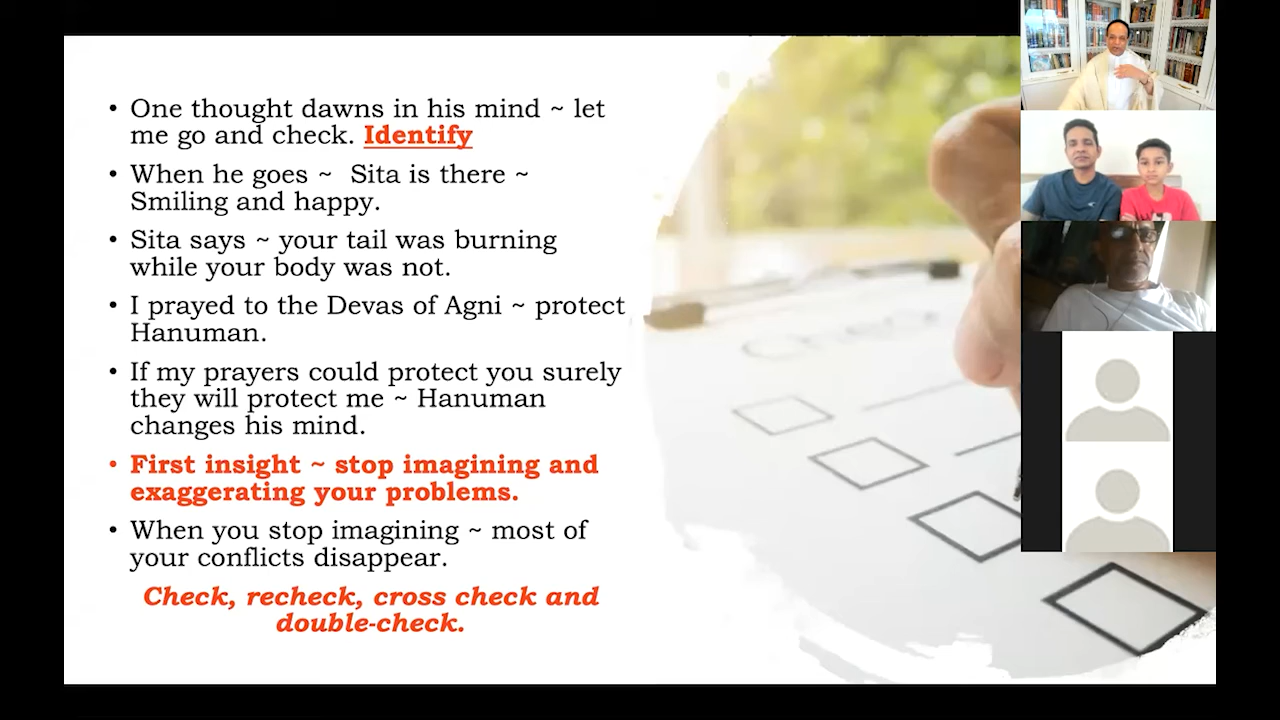 • One thought dawns in his mind ~ let
me go and check. Identify
• When he goes ~ Sita is there ~
Smiling and happy.
• Sita says ~ your tail was burning
while your body was not.
• I prayed to the Devas of Agni ~ protect
Hanuman.
• If my prayers could protect you surely
they will protect me ~ Hanuman
changes his mind.
• First insight ~ stop imagining and
exaggerating your problems.
• When you stop imagining ~ most of
your conflicts disappear.
Check, recheck, cross check and
double-check.